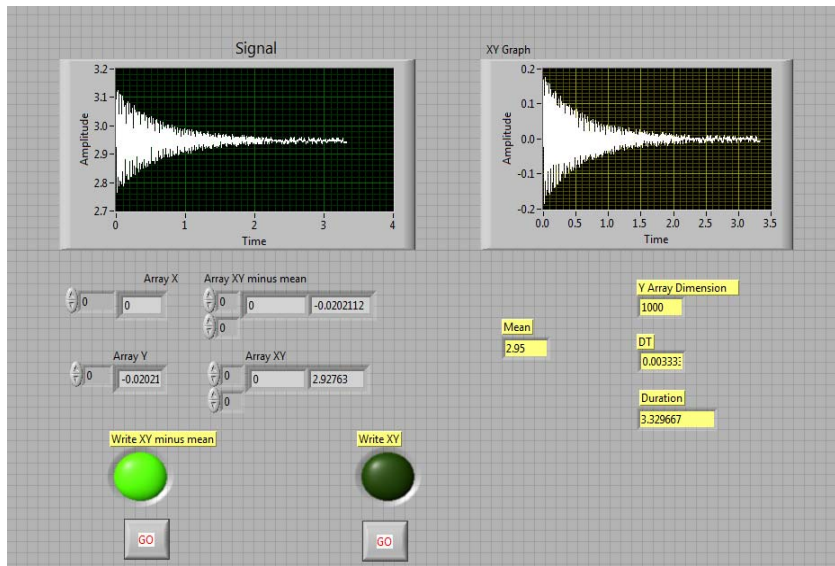 Signal
XY Graph
3.2
3.1
3.0
2.9
2.8
2.7
Amplitude
0 1 2 3 4
Time
0.2
0.1
0.0
-0.1
-0.2
Amplitude
0.0 0.5 1.0 1.5 2.0 2.5 3.0 3.5
Time
Array X
0 0
Array XY minus mean
0 0 -0.0202112
0
Mean
2.95
Y Array Dimension
1000
DT
0.003333
Duration
3.329667
Array Y
0 -0.02021
Array XY
0 0 2.92763
0
Write XY minus mean
Write XY
GO
GO